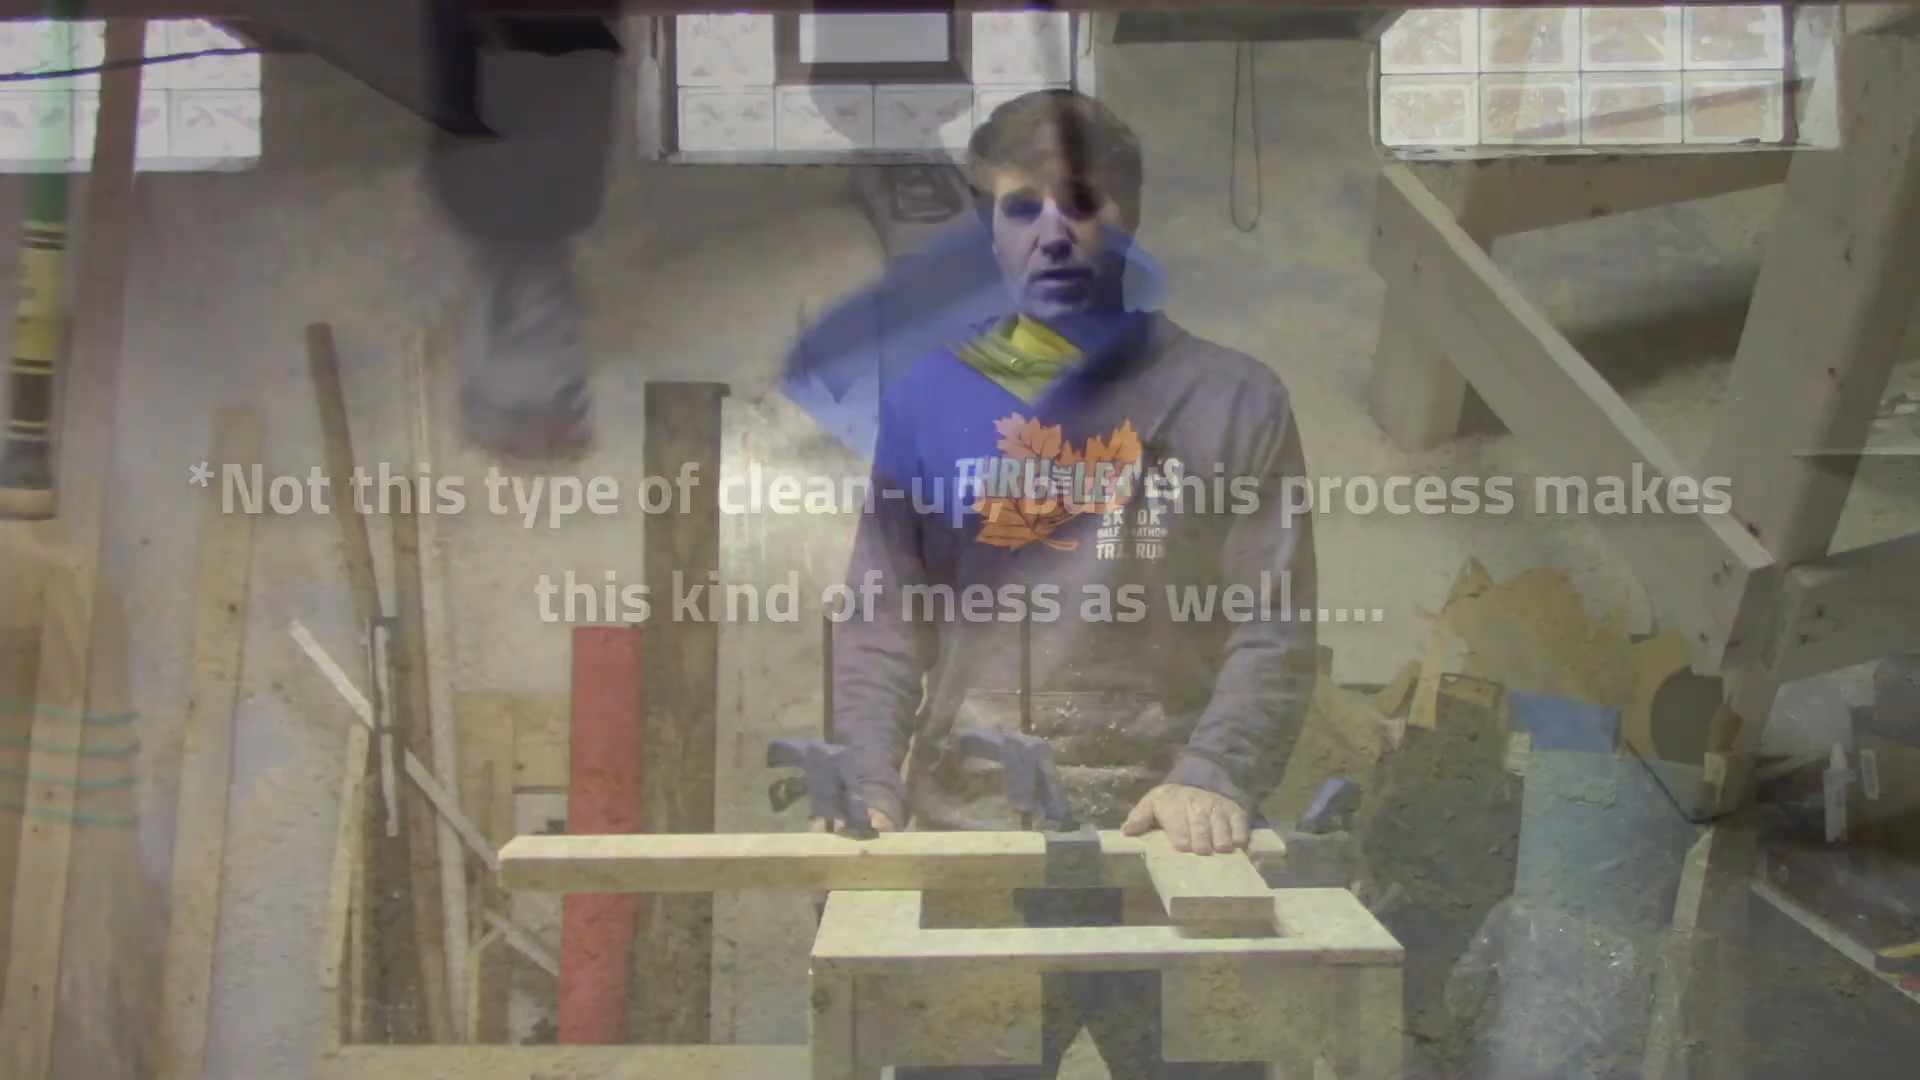 *Not this type of clean-up, but this process makes
this kind of mess as well.....
THRU THE LEAVES
5K 10K
HALF MARATHON
TRAIL RUN